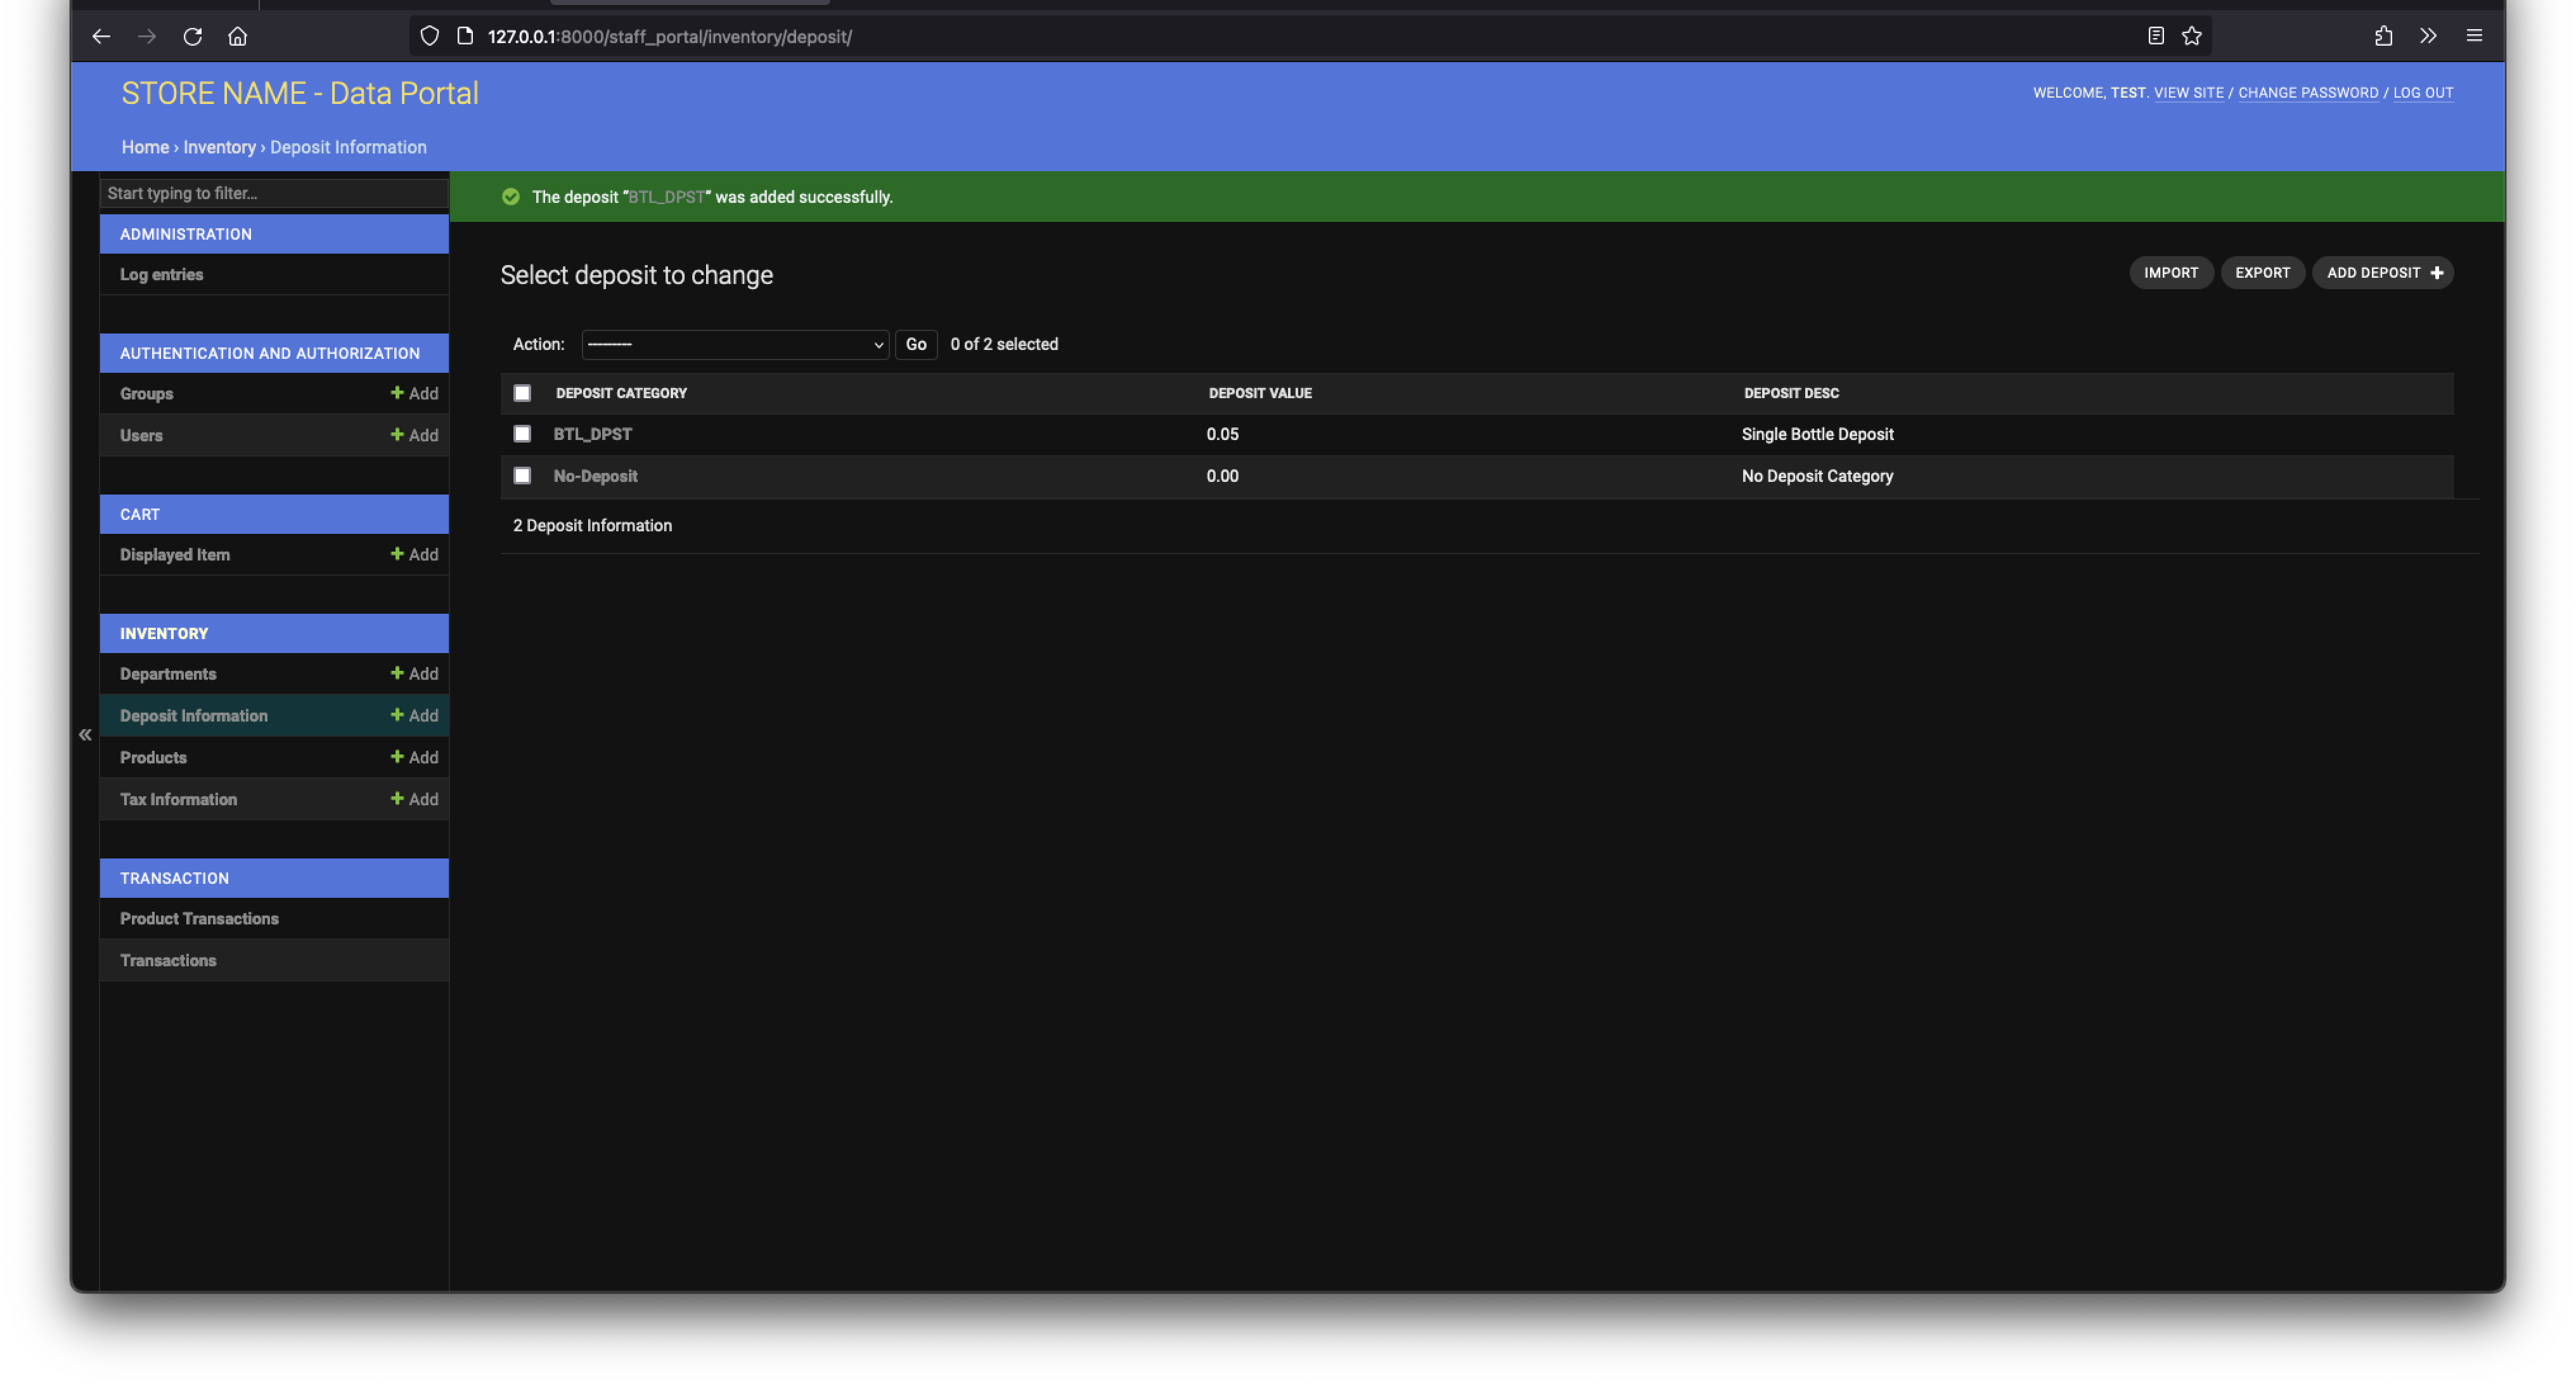 127.0.0.1:8000/staff_portal/inventory/deposit/
STORE NAME - Data Portal
WELCOME, TEST. VIEW SITE / CHANGE PASSWORD / LOG OUT
Home › Inventory › Deposit Information
Start typing to filter...
The deposit “BTL_DPST” was added successfully.
ADMINISTRATION
Log entries
AUTHENTICATION AND AUTHORIZATION
Groups + Add
Users + Add
CART
Displayed Item + Add
INVENTORY
Departments + Add
Deposit Information + Add
Products + Add
Tax Information + Add
TRANSACTION
Product Transactions
Transactions
«
Select deposit to change
IMPORT EXPORT ADD DEPOSIT +
Action: --------- Go 0 of 2 selected
DEPOSIT CATEGORY DEPOSIT VALUE DEPOSIT DESC
BTL_DPST 0.05 Single Bottle Deposit
No-Deposit 0.00 No Deposit Category
2 Deposit Information